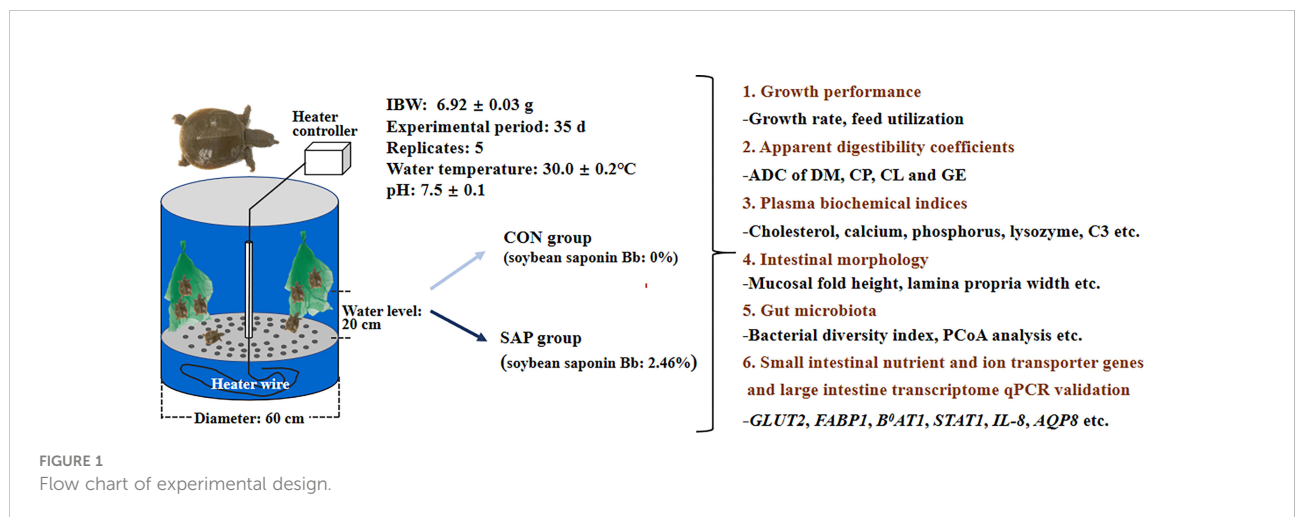 Heater
controller
IBW: 6.92 ± 0.03 g
Experimental period: 35 d
Replicates: 5
Water temperature: 30.0 ± 0.2℃
pH: 7.5 ± 0.1
CON group
(soybean saponin Bb: 0%)
Water level:
20 cm
SAP group
(soybean saponin Bb: 2.46%)
Heater wire
Diameter: 60 cm
1. Growth performance
-Growth rate, feed utilization
2. Apparent digestibility coefficients
-ADC of DM, CP, CL and GE
3. Plasma biochemical indices
-Cholesterol, calcium, phosphorus, lysozyme, C3 etc.
4. Intestinal morphology
-Mucosal fold height, lamina propria width etc.
5. Gut microbiota
-Bacterial diversity index, PCoA analysis etc.
6. Small intestinal nutrient and ion transporter genes
and large intestine transcriptome qPCR validation
-GLUT2, FABP1, B⁰AT1, STAT1, IL-8, AQP8 etc.
FIGURE 1
Flow chart of experimental design.